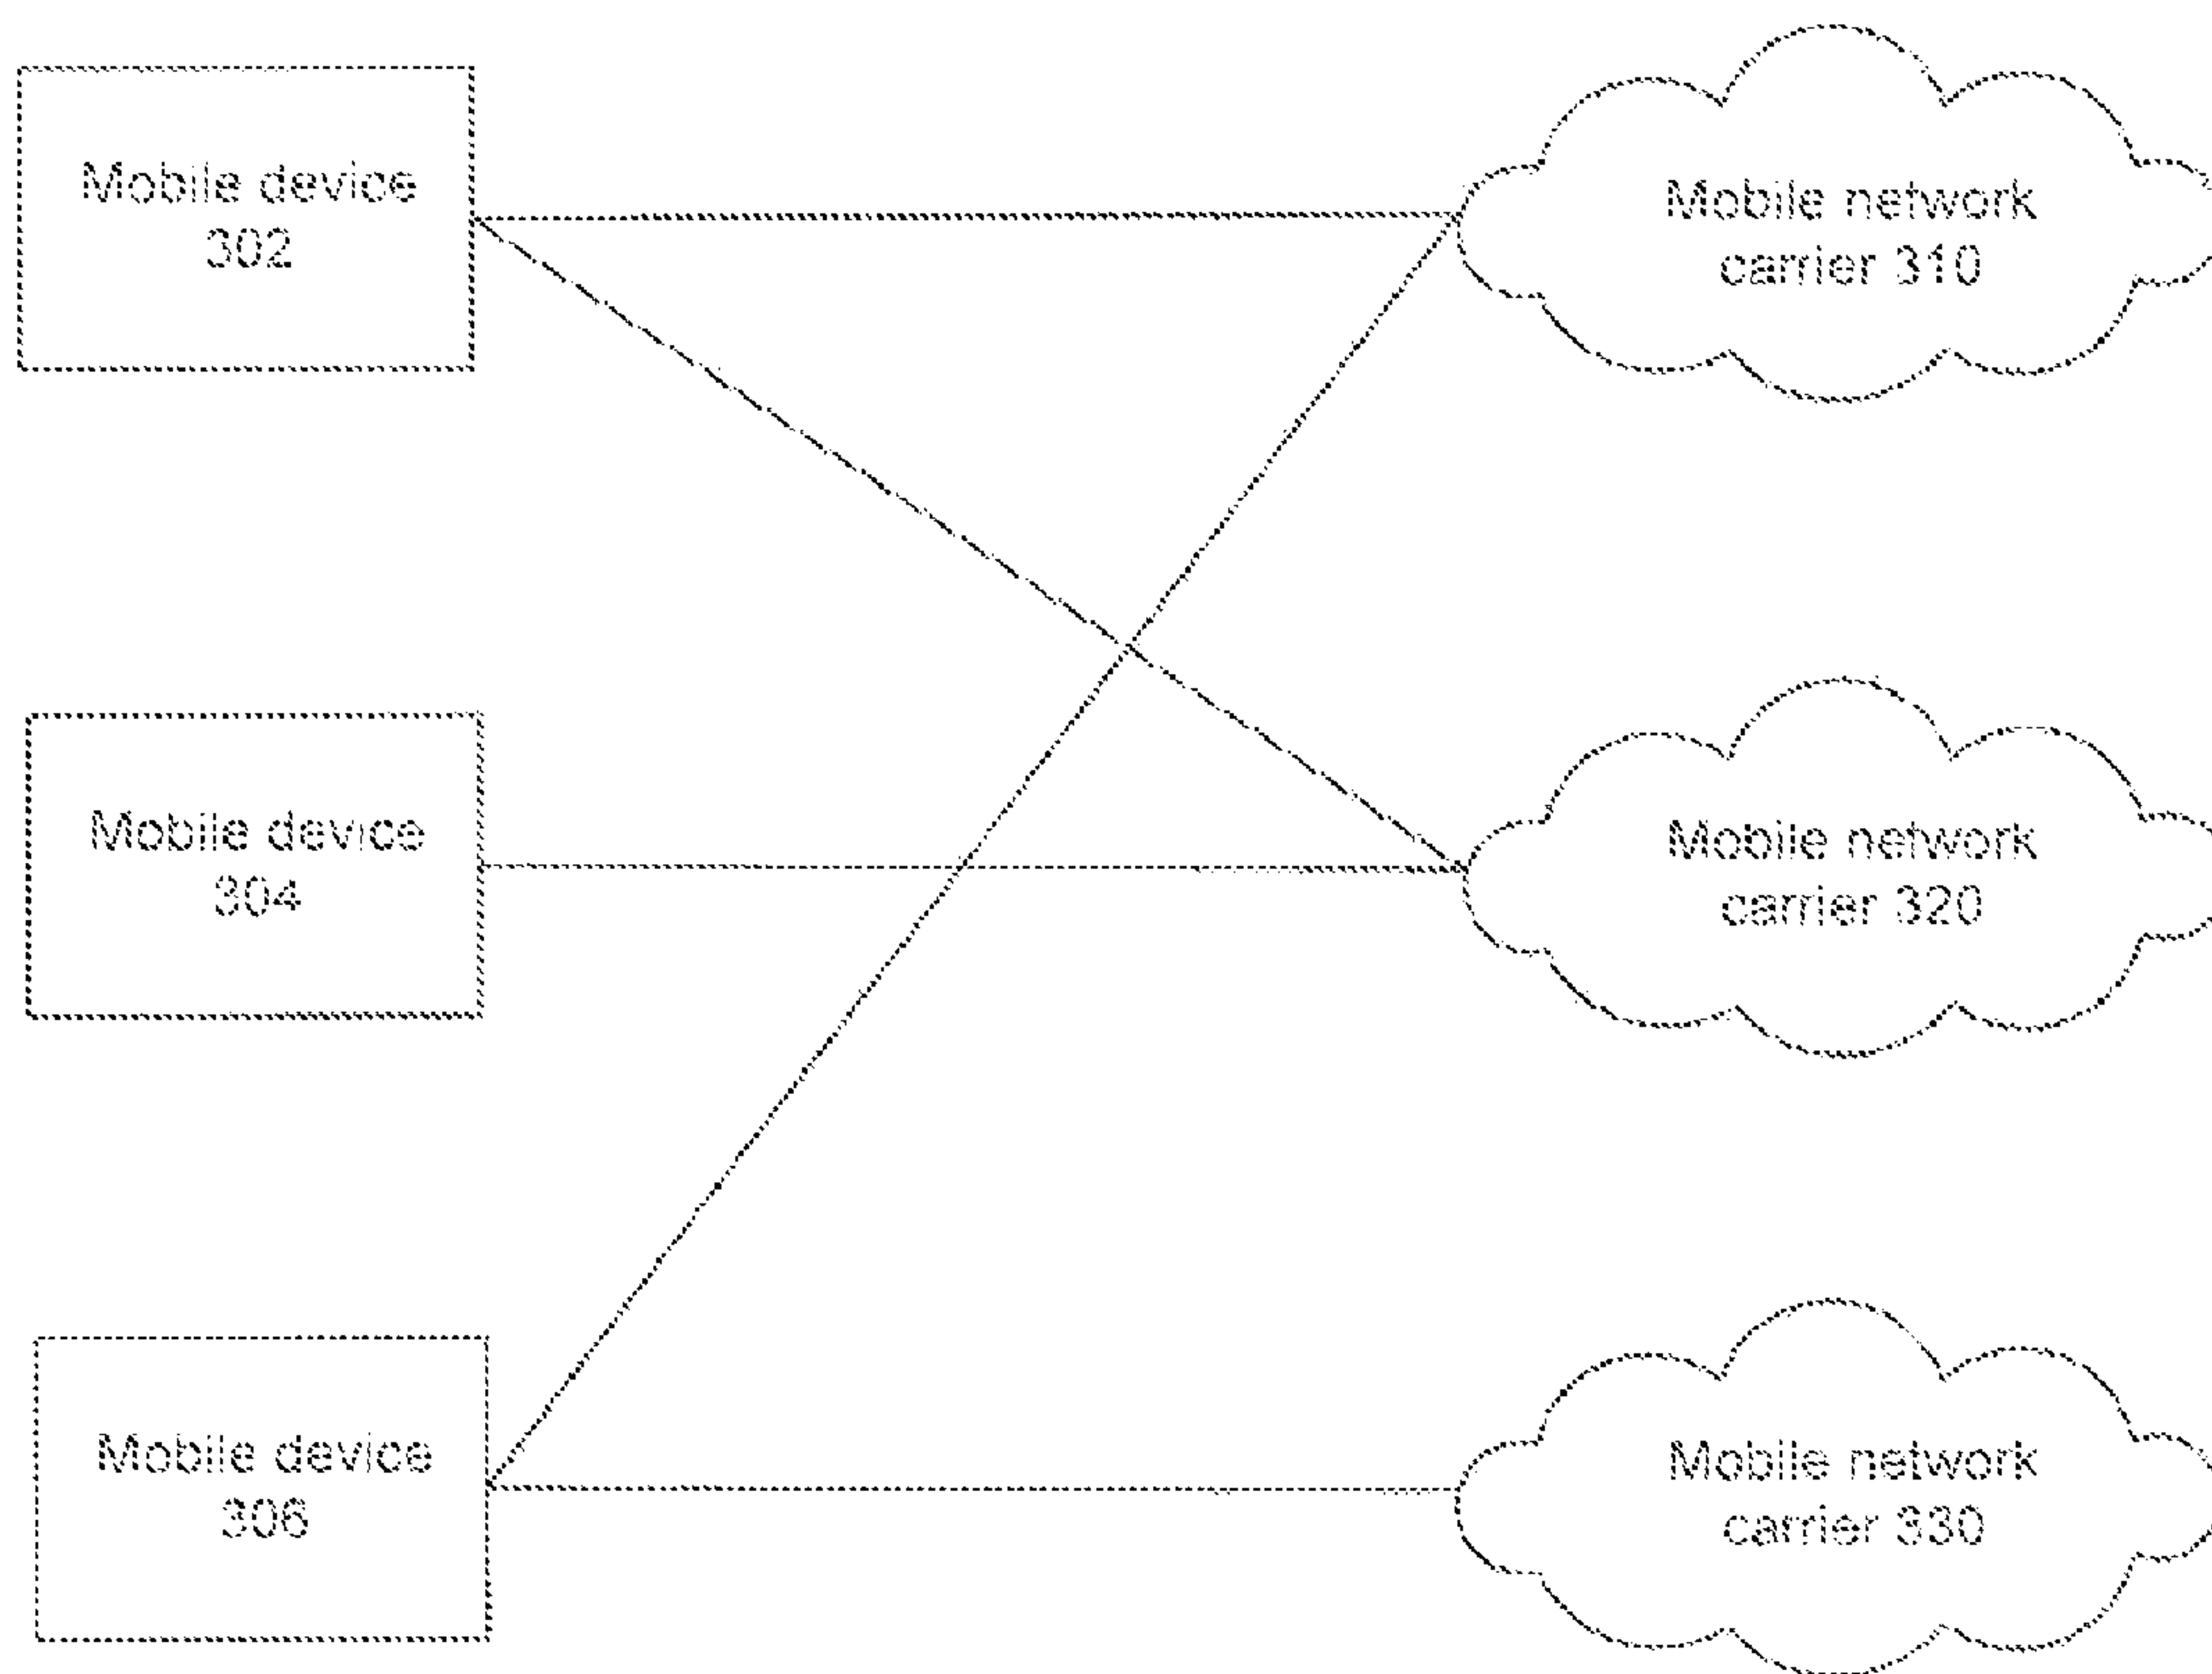 Mobile device
302
Mobile network
carrier 310
Mobile device
304
Mobile network
carrier 320
Mobile device
306
Mobile network
carrier 330